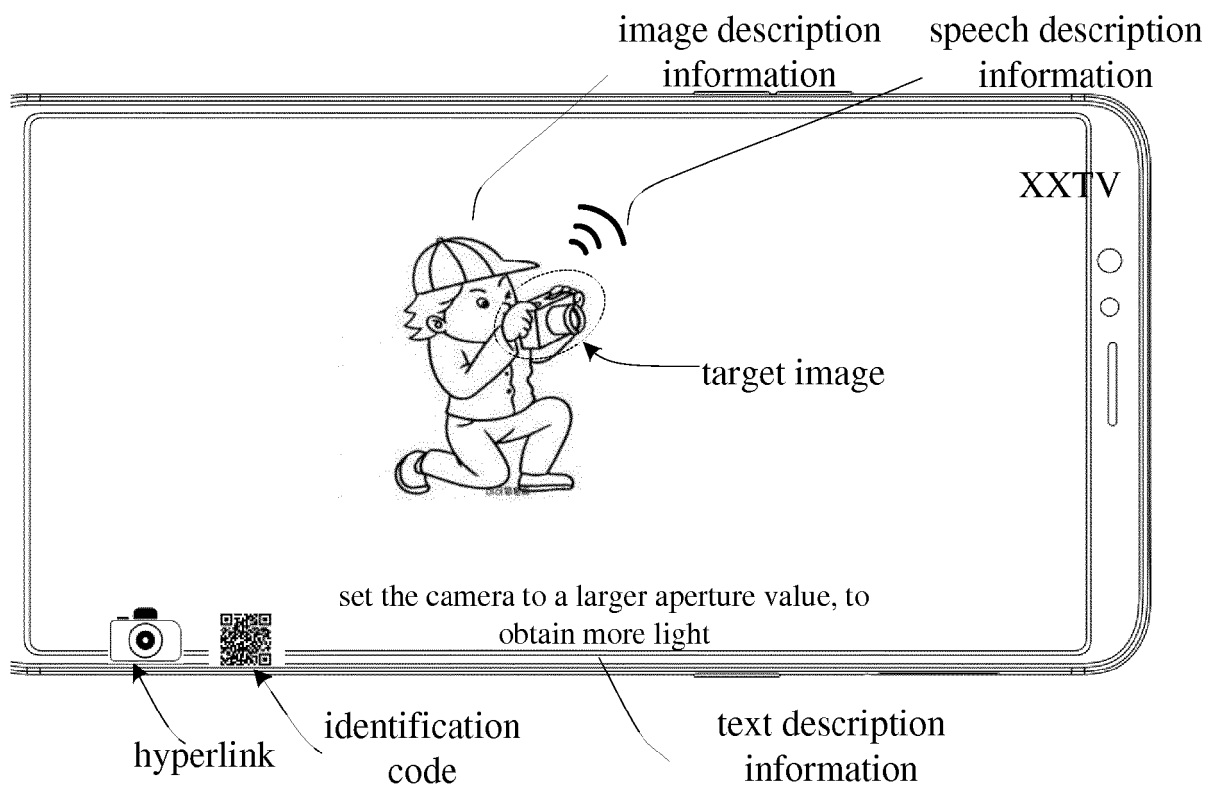 image description
information
speech description
information
XXTV
target image
set the camera to a larger aperture value, to
obtain more light
hyperlink
identification
code
text description
information